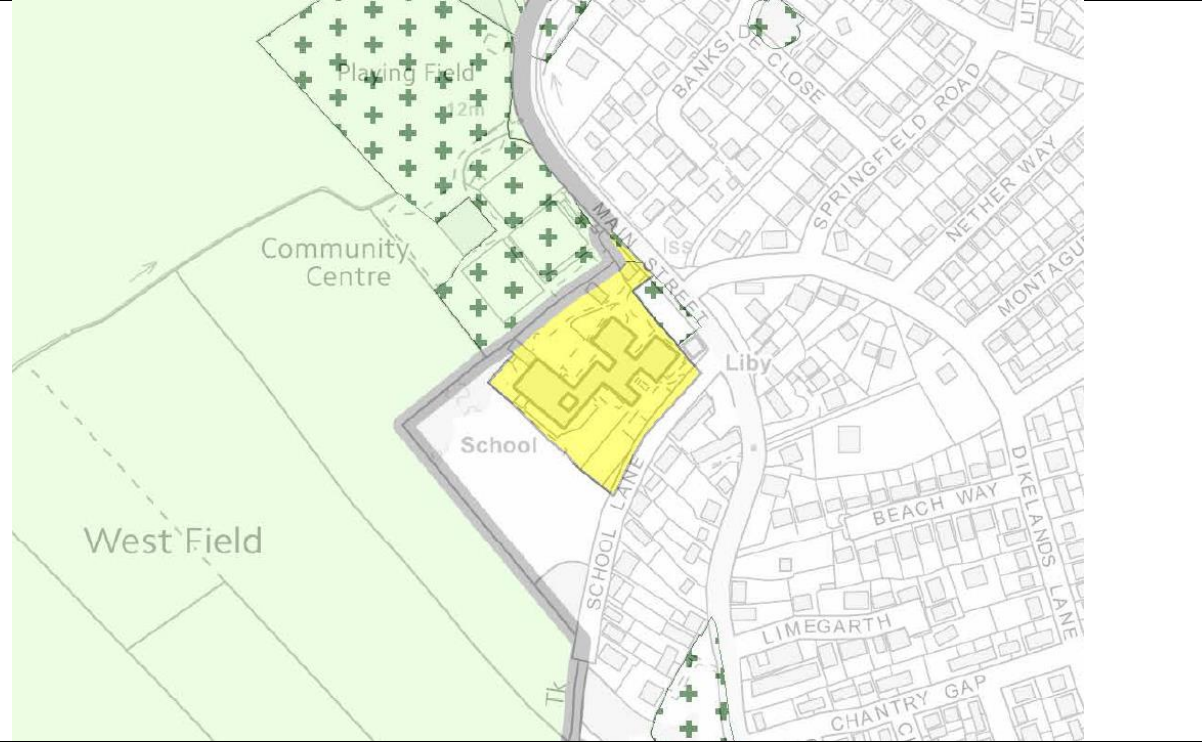 Playing Field
12m
BANKSIDE CLOSE
SPRINGFIELD ROAD
NETHER WAY
MONTAGU
MAIN STREET
Iss
Community
Centre
Liby
School
West Field
SCHOOL LANE
BEACH WAY
DIKELANDS LANE
LIMEGARTH
CHANTRY GAP
Tk